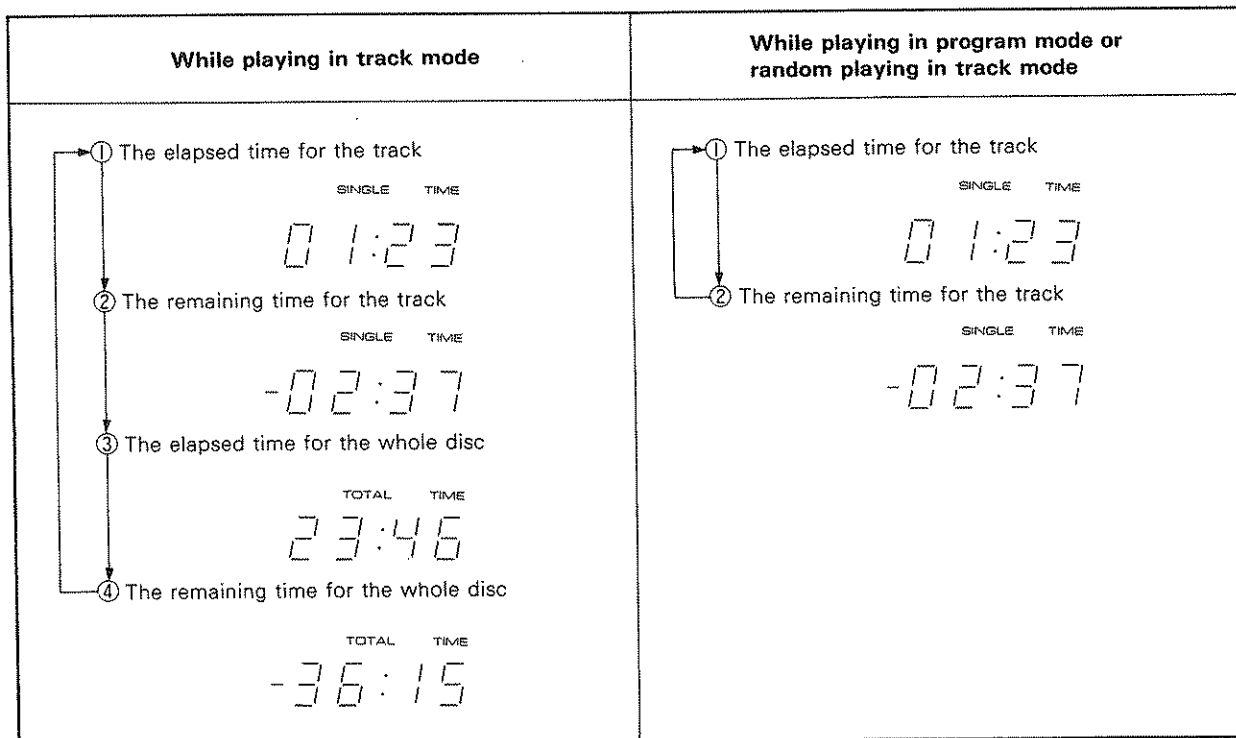 While playing in track mode
① The elapsed time for the track
SINGLE TIME
01:23
② The remaining time for the track
SINGLE TIME
-02:37
③ The elapsed time for the whole disc
TOTAL TIME
23:46
④ The remaining time for the whole disc
TOTAL TIME
-36:15
While playing in program mode or
random playing in track mode
① The elapsed time for the track
SINGLE TIME
01:23
② The remaining time for the track
SINGLE TIME
-02:37